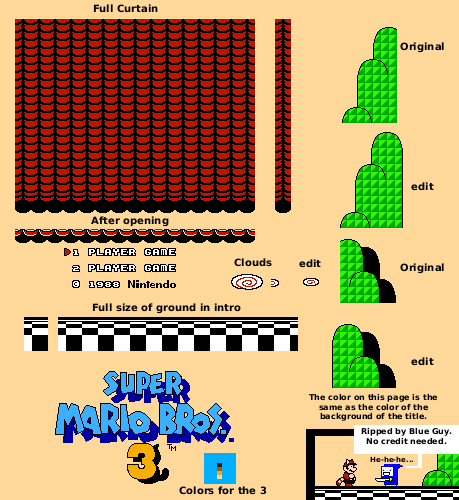 Full Curtain
Original
edit
After opening
1 PLAYER GAME
2 PLAYER GAME
© 1988 Nintendo
Clouds
edit
Original
Full size of ground in intro
edit
SUPER
MARIO BROS.
3
TM
Colors for the 3
The color on this page is the
same as the color of the
background of the title.
Ripped by Blue Guy.
No credit needed.
He-he-he...